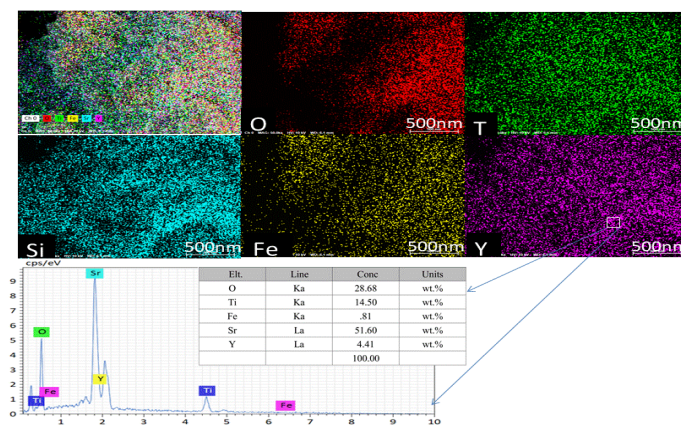 Ch 0 Fe
O 500nm
T 500nm
Si 500nm
Fe 500nm
Y 500nm
cps/eV
Elt. Line Conc Units
O Ka 28.68 wt.%
Ti Ka 14.50 wt.%
Fe Ka .81 wt.%
Sr La 51.60 wt.%
Y La 4.41 wt.%
100.00
9
8
7
6
5
4
3
2
1
0
Sr
O
Y
Fe
Ti
Ti
Fe
1 2 3 4 5 6 7 8 9 10